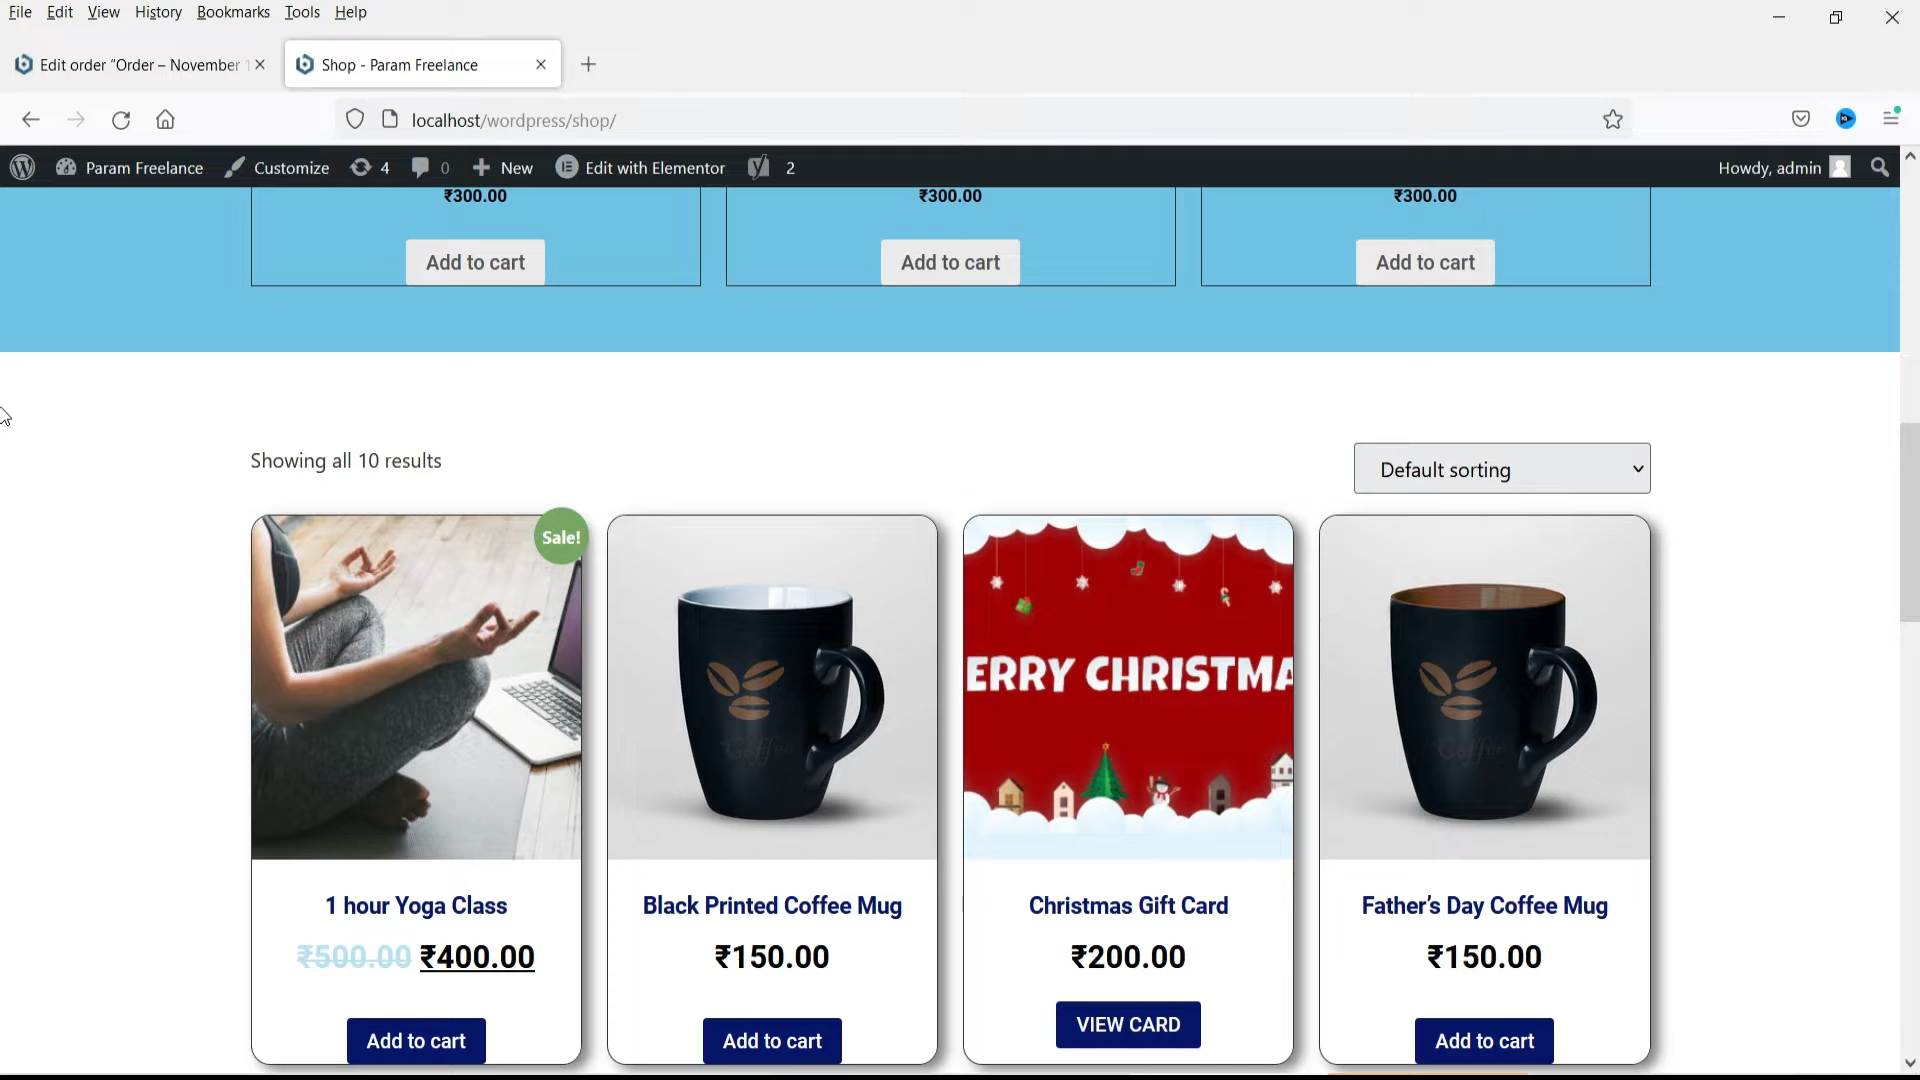 File Edit View History Bookmarks Tools Help
Edit order “Order – November 1
Shop - Param Freelance
localhost/wordpress/shop/
Param Freelance Customize 4 0 New Edit with Elementor 2 Howdy, admin
₹300.00 ₹300.00 ₹300.00
Add to cart Add to cart Add to cart
Showing all 10 results
Default sorting
Sale!
Coffee
ERRY CHRISTMA
Coffee
1 hour Yoga Class
₹500.00 ₹400.00
Add to cart
Black Printed Coffee Mug
₹150.00
Add to cart
Christmas Gift Card
₹200.00
VIEW CARD
Father’s Day Coffee Mug
₹150.00
Add to cart